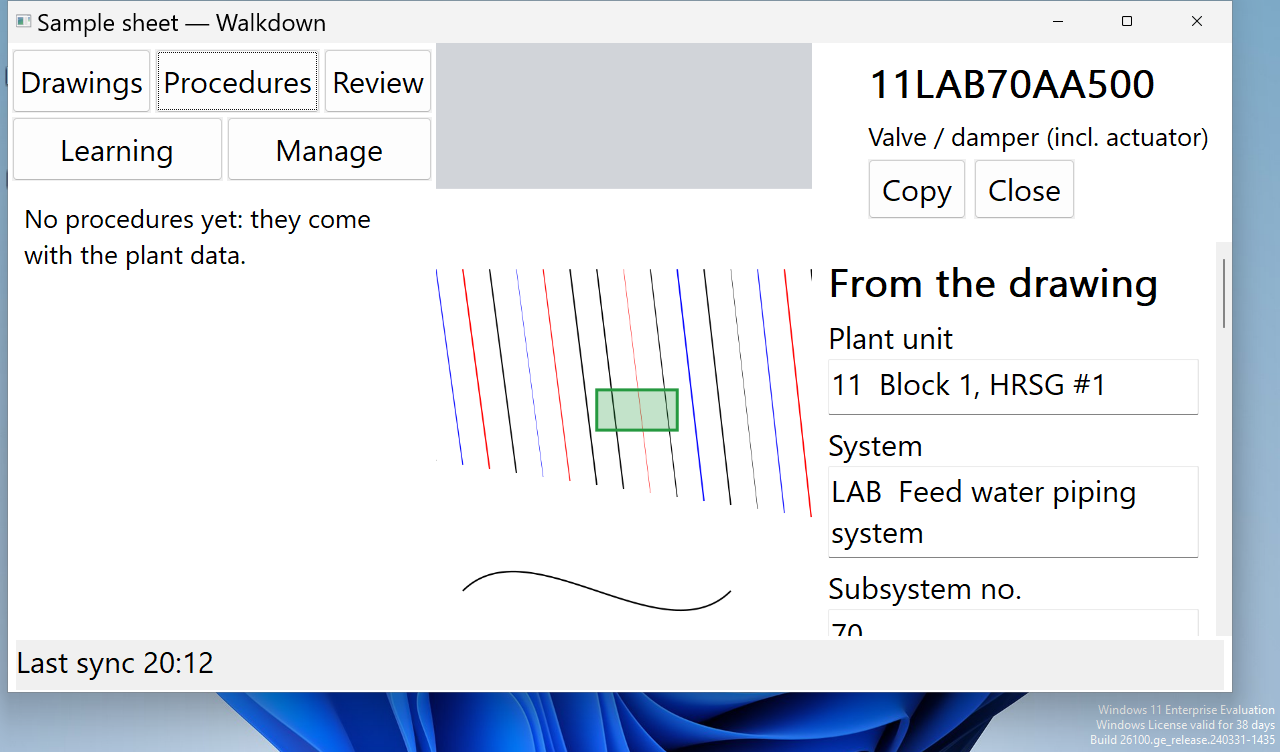 Sample sheet — Walkdown
Drawings
Procedures
Review
Learning
Manage
No procedures yet: they come
with the plant data.
11LAB70AA500
Valve / damper (incl. actuator)
Copy
Close
From the drawing
Plant unit
11  Block 1, HRSG #1
System
LAB  Feed water piping
system
Subsystem no.
70
Last sync 20:12
Windows 11 Enterprise Evaluation
Windows License valid for 38 days
Build 26100.ge_release.240331-1435